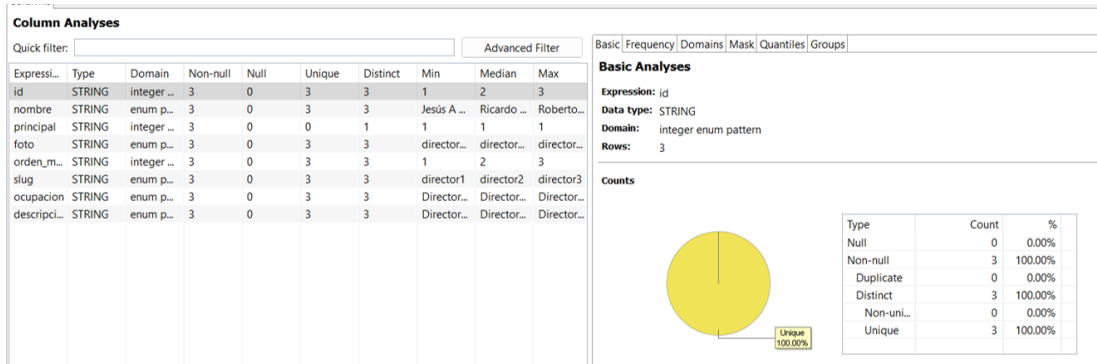 Column Analyses
Quick filter: Advanced Filter
Expressi... Type Domain Non-null Null Unique Distinct Min Median Max
id STRING integer ... 3 0 3 3 1 2 3
nombre STRING enum p... 3 0 3 3 Jesús A ... Ricardo ... Roberto...
principal STRING integer ... 3 0 0 1 1 1 1
foto STRING enum p... 3 0 3 3 director... director... director...
orden_m... STRING integer ... 3 0 3 3 1 2 3
slug STRING enum p... 3 0 3 3 director1 director2 director3
ocupacion STRING enum p... 3 0 3 3 Director... Director... Director...
descripci... STRING enum p... 3 0 3 3 Director... Director... Director...
Basic Frequency Domains Mask Quantiles Groups
Basic Analyses
Expression: id
Data type: STRING
Domain: integer enum pattern
Rows: 3
Counts
Unique
100.00%
Type Count %
Null 0 0.00%
Non-null 3 100.00%
Duplicate 0 0.00%
Distinct 3 100.00%
Non-uni... 0 0.00%
Unique 3 100.00%